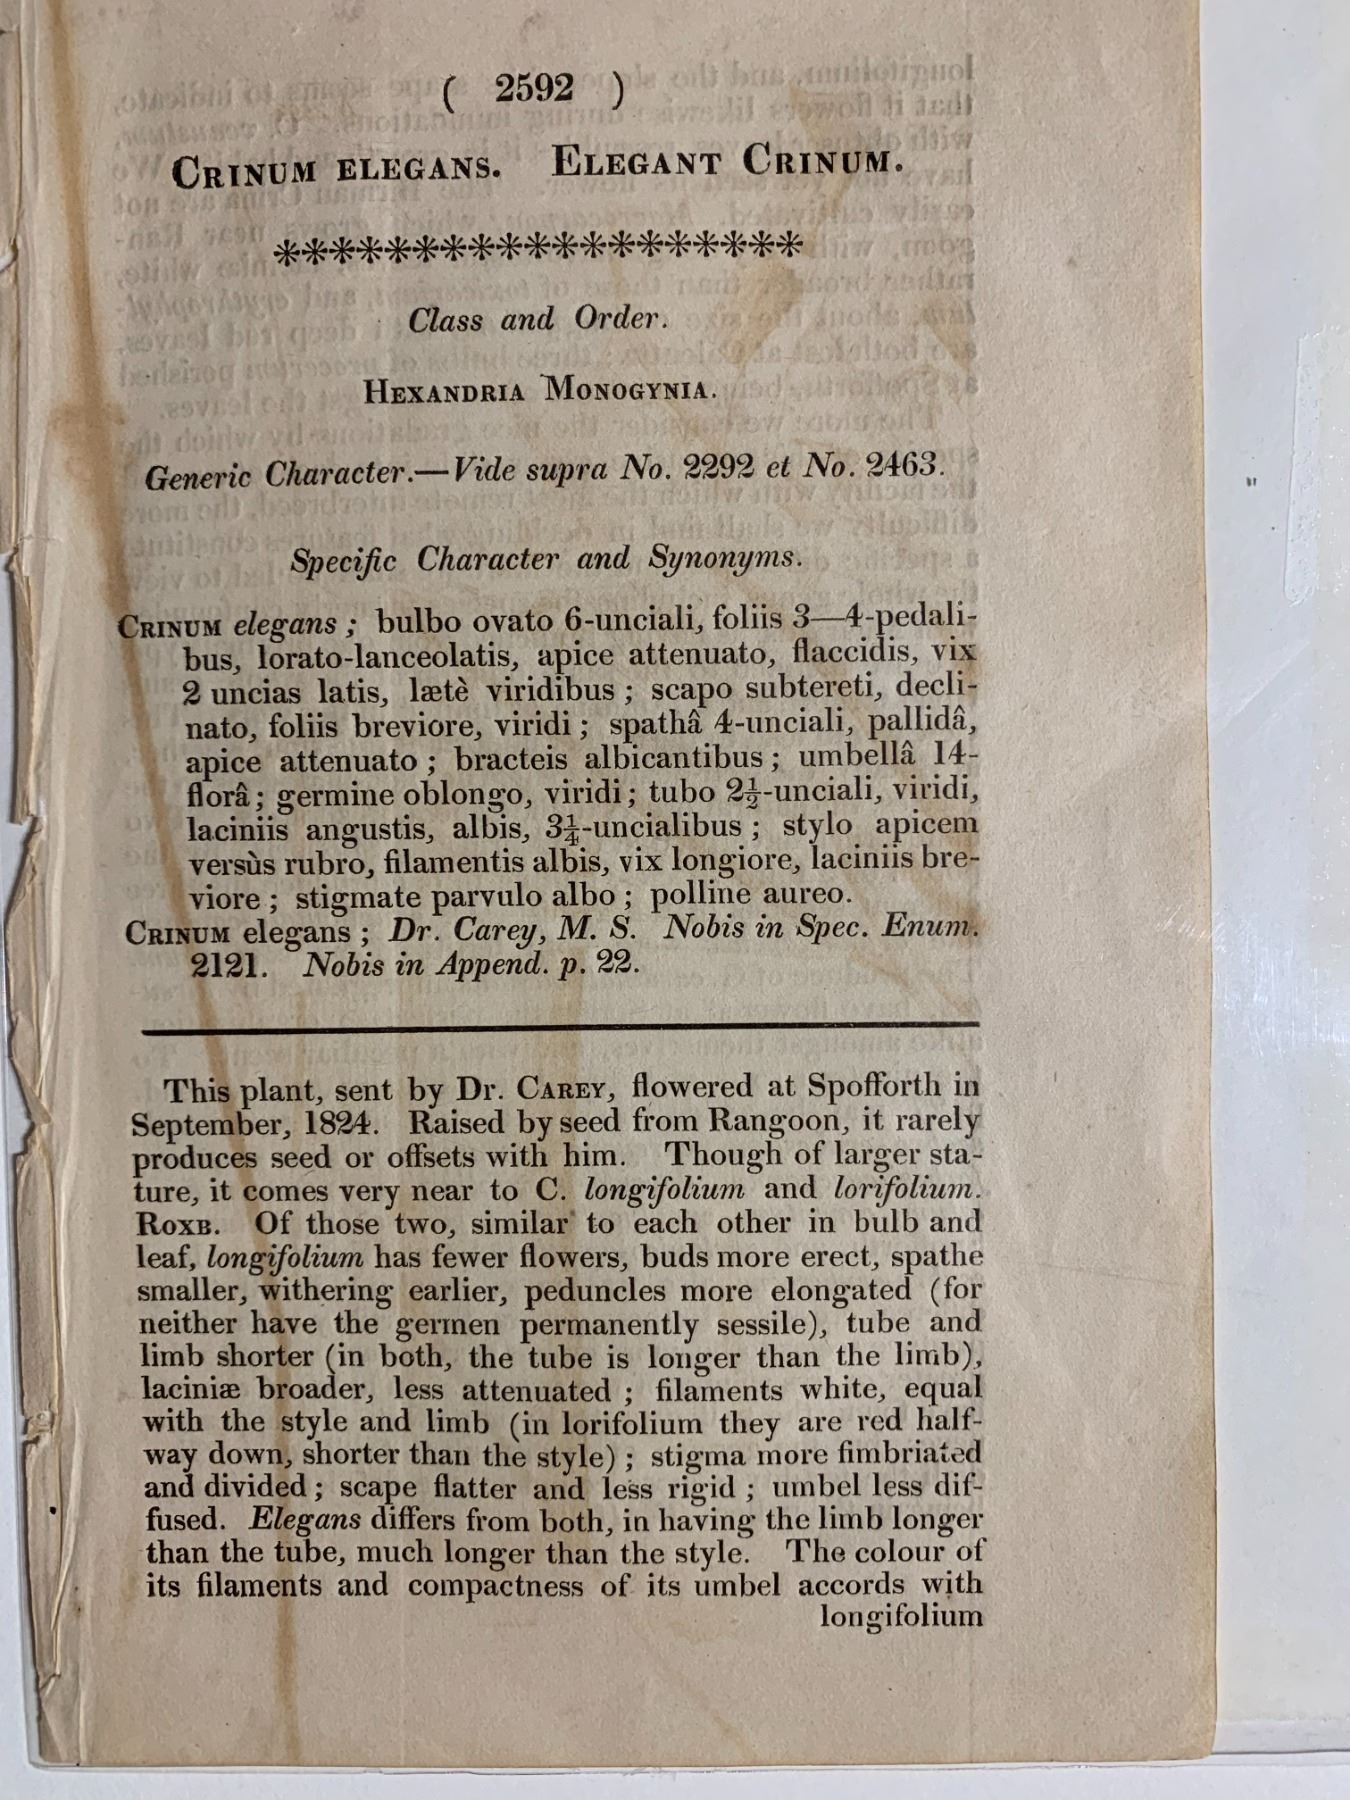 ( 2592 )
CRINUM ELEGANS. ELEGANT CRINUM.
*******************
Class and Order.
HEXANDRIA MONOGYNIA.
Generic Character.—Vide supra No. 2292 et No. 2463.
Specific Character and Synonyms.
CRINUM elegans; bulbo ovato 6-unciali, foliis 3—4-pedali-
bus, lorato-lanceolatis, apice attenuato, flaccidis, vix
2 uncias latis, lætè viridibus; scapo subtereti, decli-
nato, foliis breviore, viridi; spathâ 4-unciali, pallidâ,
apice attenuato; bracteis albicantibus; umbellâ 14-
florâ; germine oblongo, viridi; tubo 2½-unciali, viridi,
laciniis angustis, albis, 3¼-uncialibus; stylo apicem
versùs rubro, filamentis albis, vix longiore, laciniis bre-
viore; stigmate parvulo albo; polline aureo.
CRINUM elegans; Dr. Carey, M. S. Nobis in Spec. Enum.
2121. Nobis in Append. p. 22.
This plant, sent by Dr. CAREY, flowered at Spofforth in
September, 1824. Raised by seed from Rangoon, it rarely
produces seed or offsets with him. Though of larger sta-
ture, it comes very near to C. longifolium and lorifolium.
ROXB. Of those two, similar to each other in bulb and
leaf, longifolium has fewer flowers, buds more erect, spathe
smaller, withering earlier, peduncles more elongated (for
neither have the germen permanently sessile), tube and
limb shorter (in both, the tube is longer than the limb),
laciniæ broader, less attenuated; filaments white, equal
with the style and limb (in lorifolium they are red half-
way down, shorter than the style); stigma more fimbriated
and divided; scape flatter and less rigid; umbel less dif-
fused. Elegans differs from both, in having the limb longer
than the tube, much longer than the style. The colour of
its filaments and compactness of its umbel accords with
longifolium